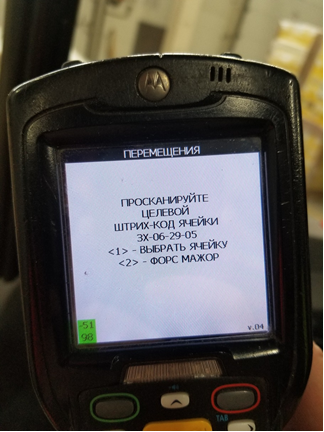 ПЕРЕМЕЩЕНИЯ
ПРОСКАНИРУЙТЕ
ЦЕЛЕВОЙ
ШТРИХ-КОД ЯЧЕЙКИ
ЗХ-06-29-05
<1> - ВЫБРАТЬ ЯЧЕЙКУ
<2> - ФОРС МАЖОР
-51
98
v.04
TAB